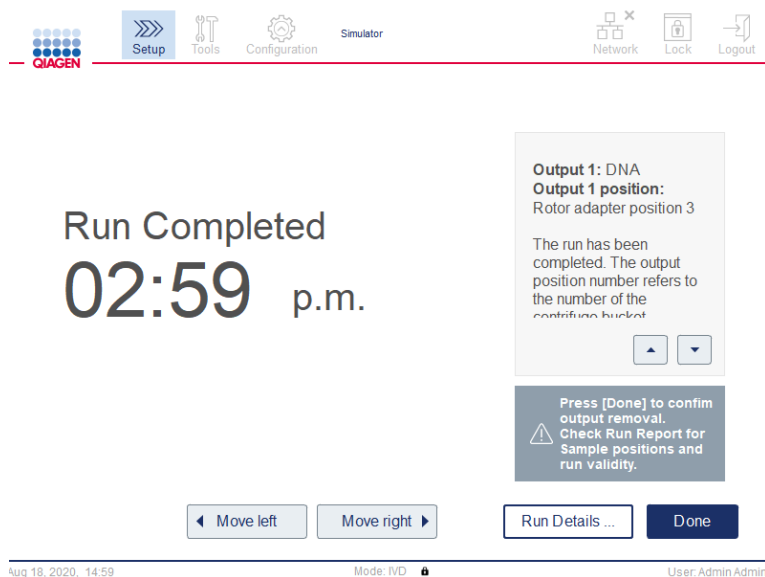 QIAGEN
Setup
Tools
Configuration
Simulator
Network
Lock
Logout
Run Completed
02:59 p.m.
Output 1: DNA
Output 1 position:
Rotor adapter position 3
The run has been
completed. The output
position number refers to
the number of the
centrifuge bucket
Press [Done] to confim
output removal.
Check Run Report for
Sample positions and
run validity.
Move left
Move right
Run Details ...
Done
Aug 18, 2020, 14:59
Mode: IVD
User: Admin Admin